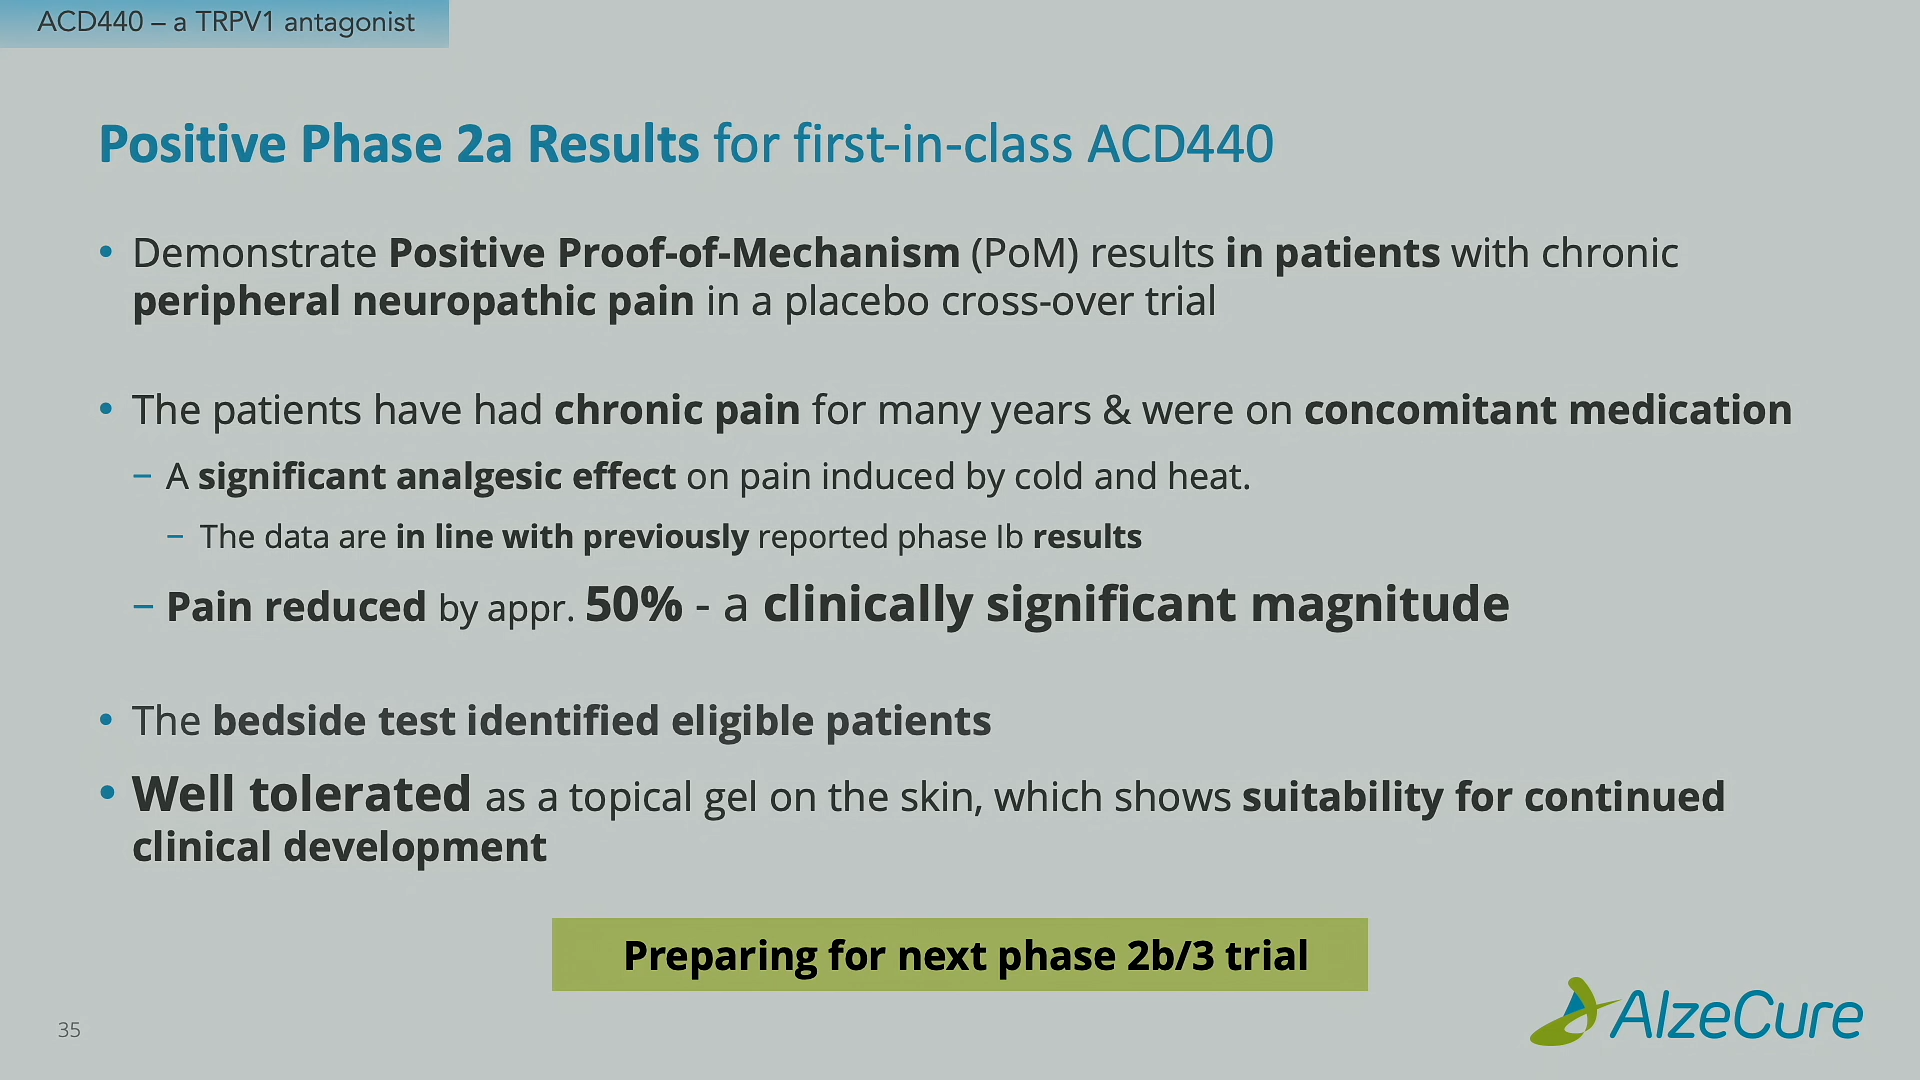 ACD440 – a TRPV1 antagonist
Positive Phase 2a Results for first-in-class ACD440
• Demonstrate Positive Proof-of-Mechanism (PoM) results in patients with chronic
peripheral neuropathic pain in a placebo cross-over trial
• The patients have had chronic pain for many years & were on concomitant medication
– A significant analgesic effect on pain induced by cold and heat.
– The data are in line with previously reported phase Ib results
– Pain reduced by appr. 50% - a clinically significant magnitude
• The bedside test identified eligible patients
• Well tolerated as a topical gel on the skin, which shows suitability for continued
clinical development
Preparing for next phase 2b/3 trial
35
AlzeCure